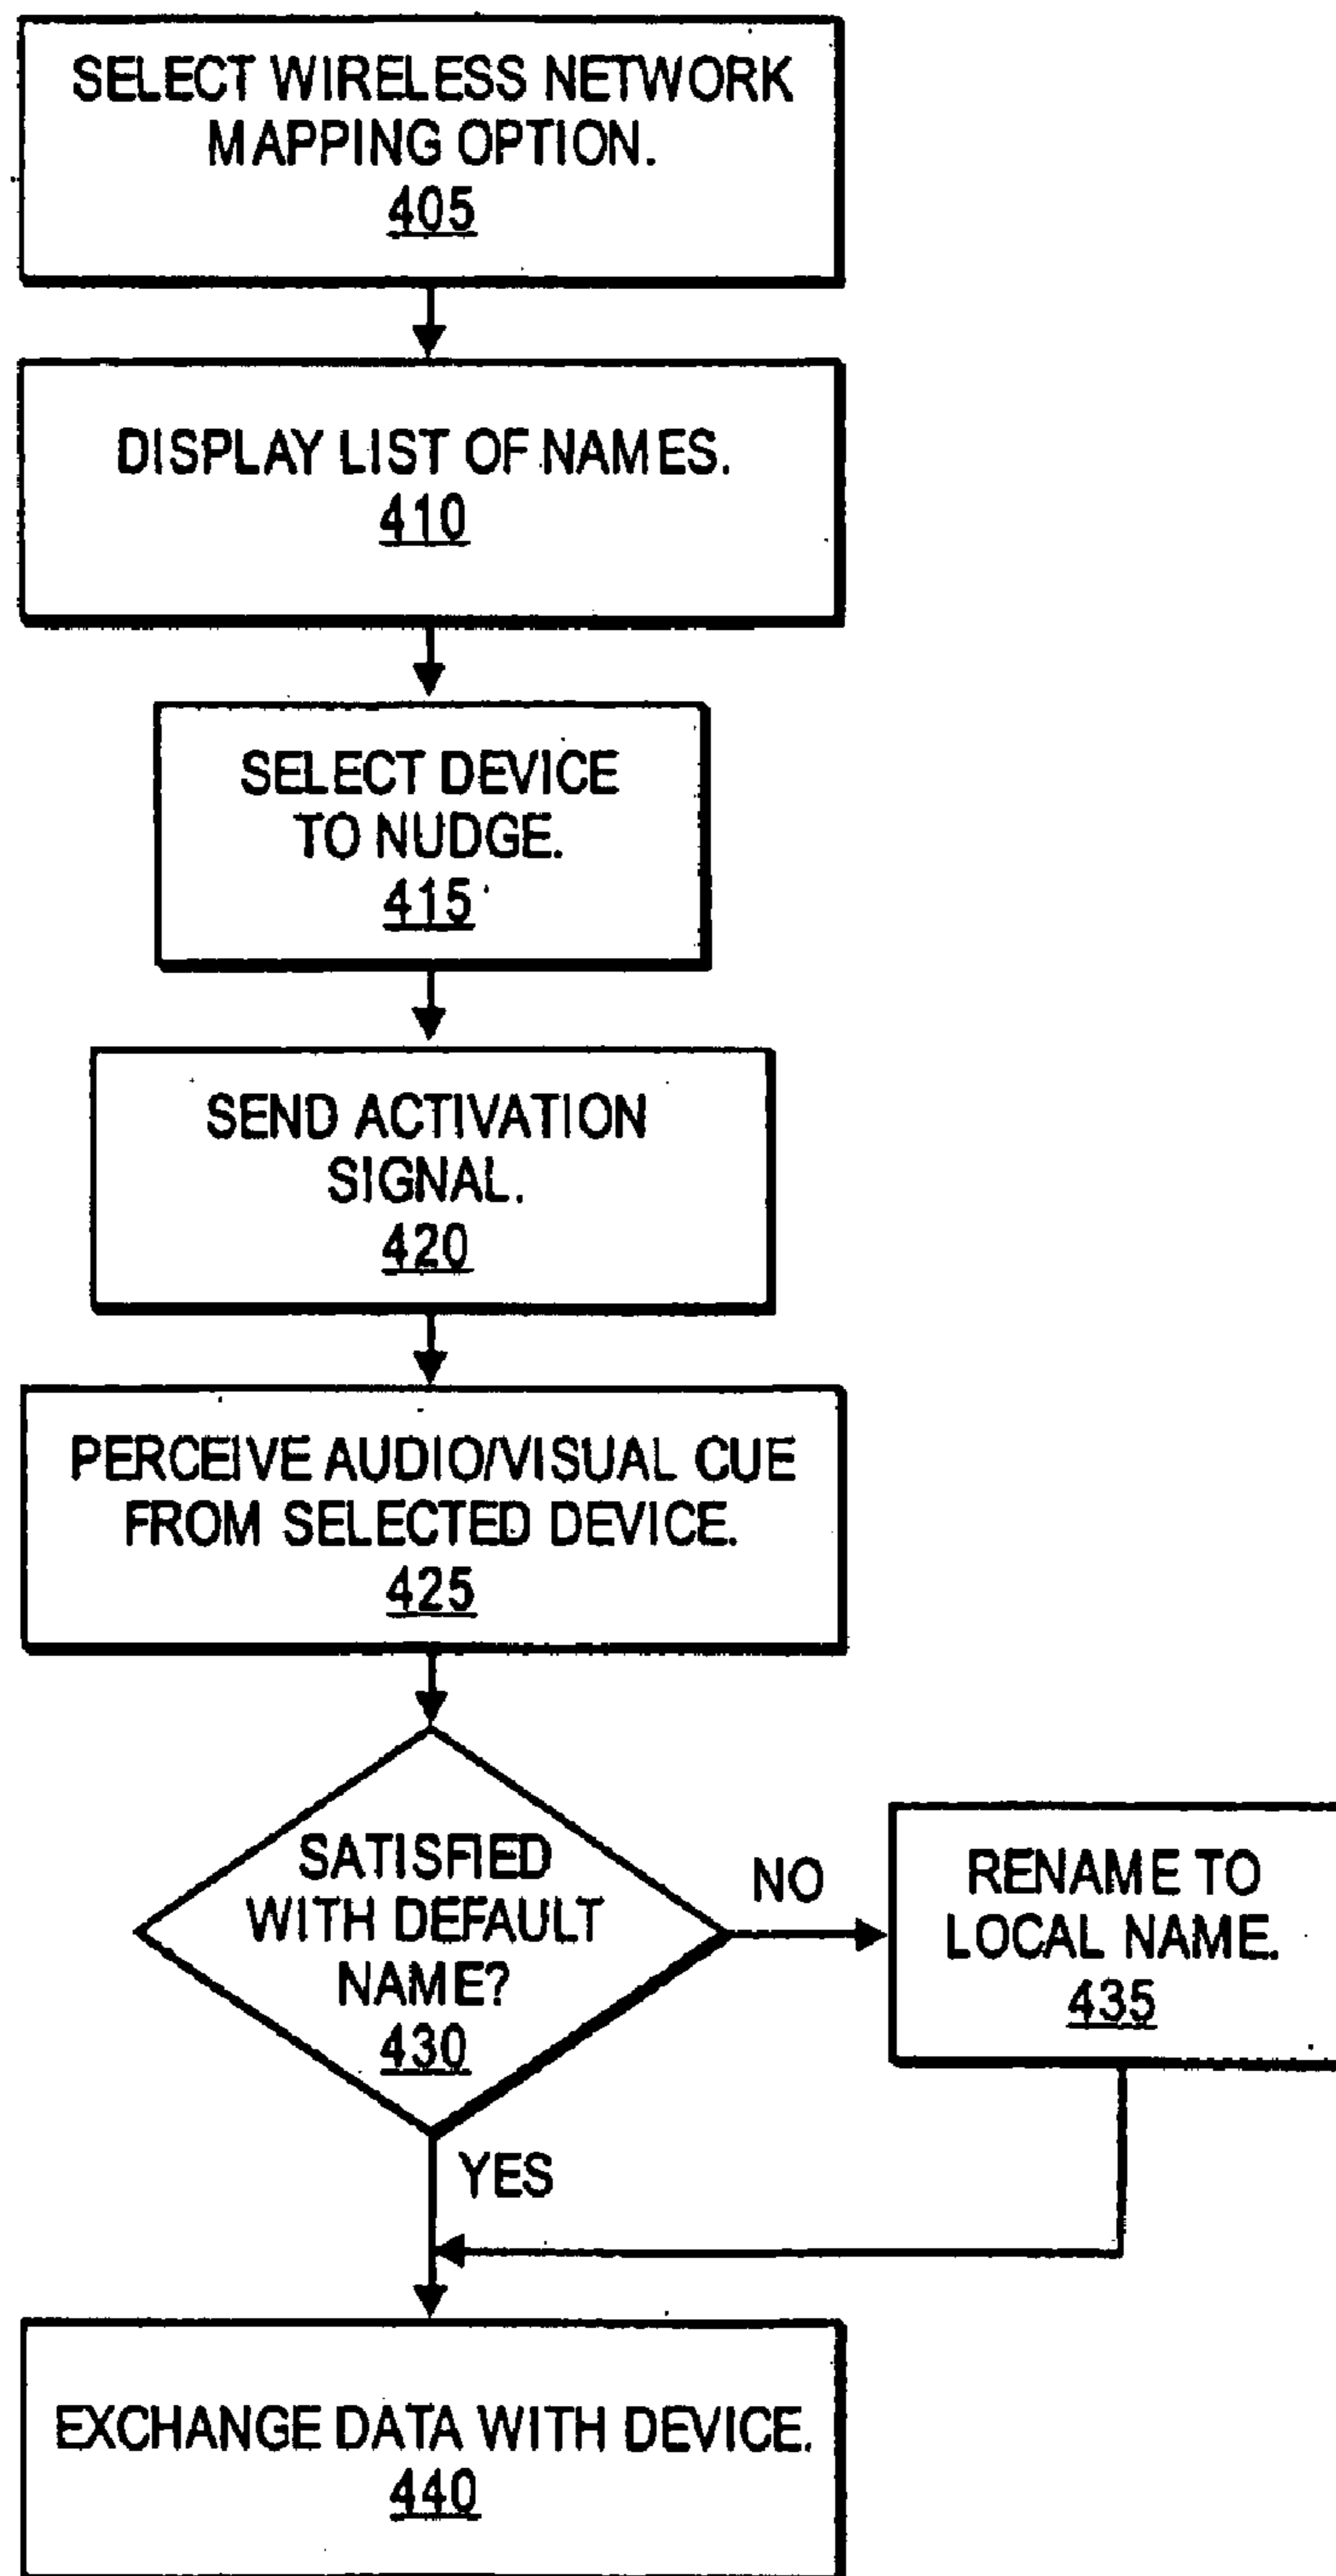 SELECT WIRELESS NETWORK
MAPPING OPTION.
405
DISPLAY LIST OF NAMES.
410
SELECT DEVICE
TO NUDGE.
415
SEND ACTIVATION
SIGNAL.
420
PERCEIVE AUDIO/VISUAL CUE
FROM SELECTED DEVICE.
425
SATISFIED
WITH DEFAULT
NAME?
430
NO
RENAME TO
LOCAL NAME.
435
YES
EXCHANGE DATA WITH DEVICE.
440